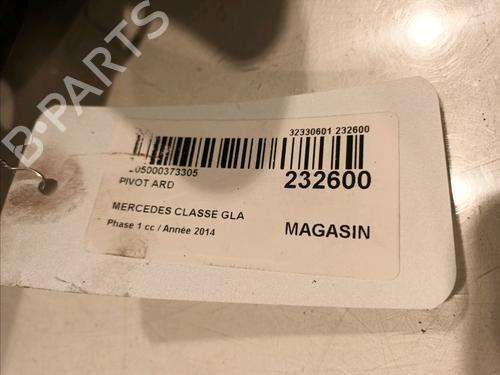 B-PARTS
32330601 232600
205000373305
PIVOT ARD
232600
MERCEDES CLASSE GLA
Phase 1 cc / Année 2014
MAGASIN